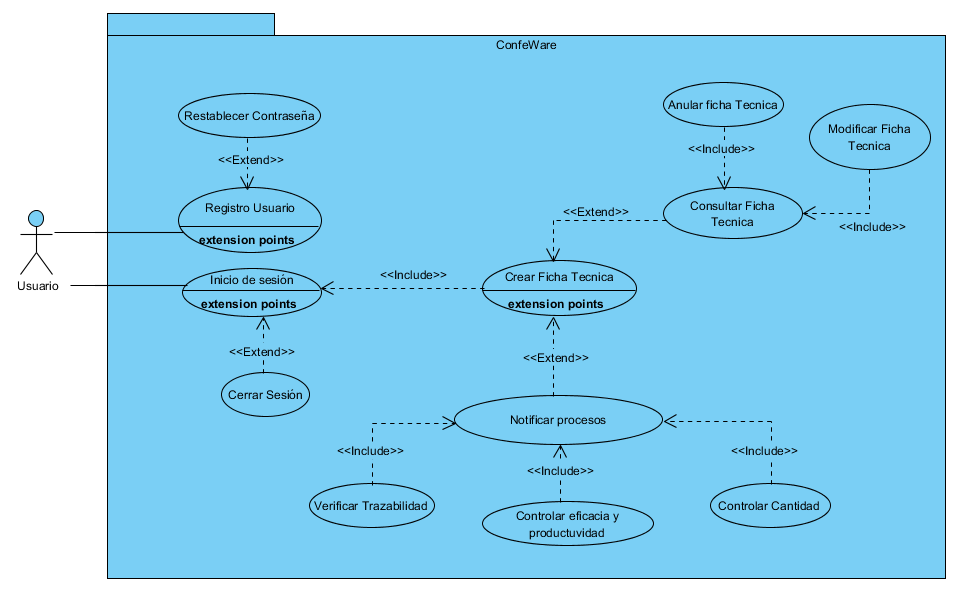 ConfeWare
Restablecer Contraseña
<<Extend>>
Registro Usuario
extension points
Usuario
Inicio de sesión
extension points
<<Extend>>
Cerrar Sesión
<<Include>>
Crear Ficha Tecnica
extension points
<<Extend>>
Anular ficha Tecnica
<<Include>>
Modificar Ficha
Tecnica
Consultar Ficha
Tecnica
<<Include>>
<<Extend>>
Notificar procesos
<<Include>>
<<Include>>
<<Include>>
Verificar Trazabilidad
Controlar eficacia y
productuvidad
Controlar Cantidad